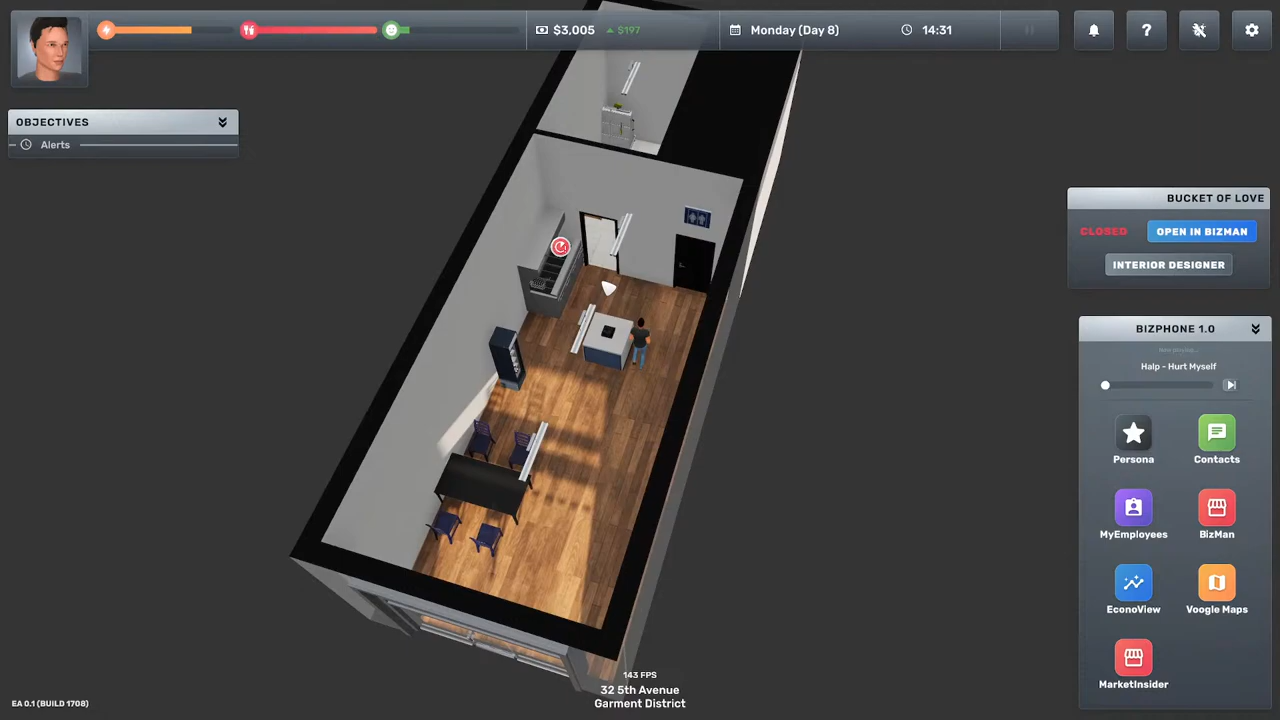 $3,005 $197
Monday (Day 8)
14:31
OBJECTIVES
Alerts
BUCKET OF LOVE
CLOSED OPEN IN BIZMAN
INTERIOR DESIGNER
BIZPHONE 1.0
Now playing...
Halp - Hurt Myself
Persona Contacts
MyEmployees BizMan
EconoView Voogle Maps
MarketInsider
143 FPS
32 5th Avenue
Garment District
EA 0.1 (BUILD 1708)